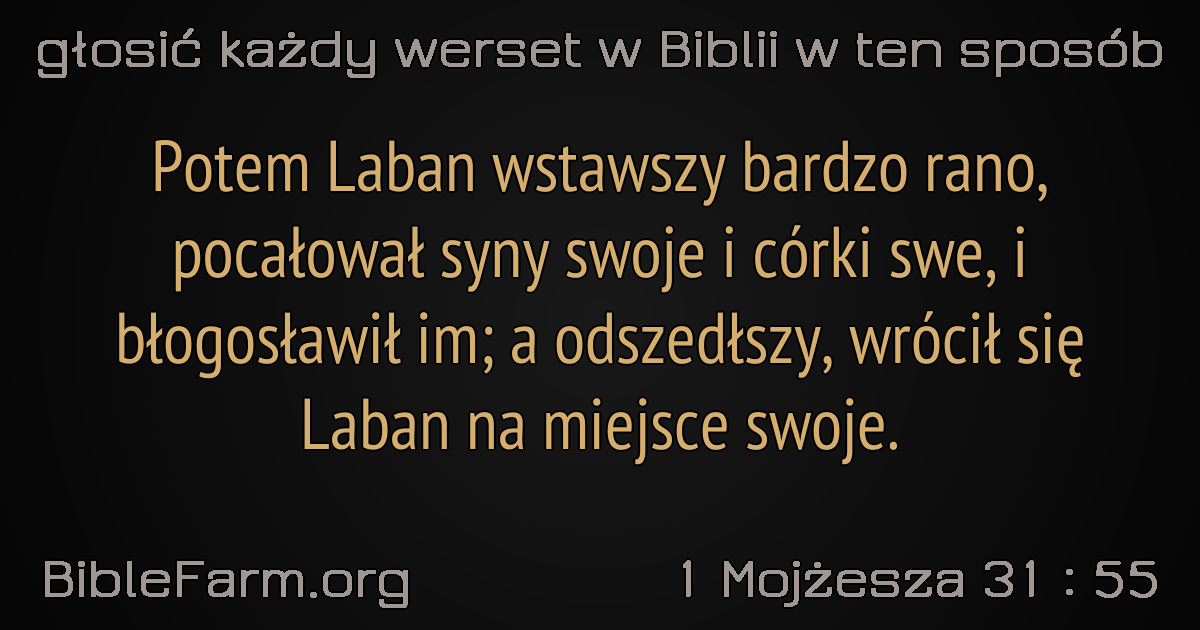 głosić każdy werset w Biblii w ten sposób
Potem Laban wstawszy bardzo rano,
pocałował syny swoje i córki swe, i
błogosławił im; a odszedłszy, wrócił się
Laban na miejsce swoje.
BibleFarm.org
1 Mojżesza 31 : 55